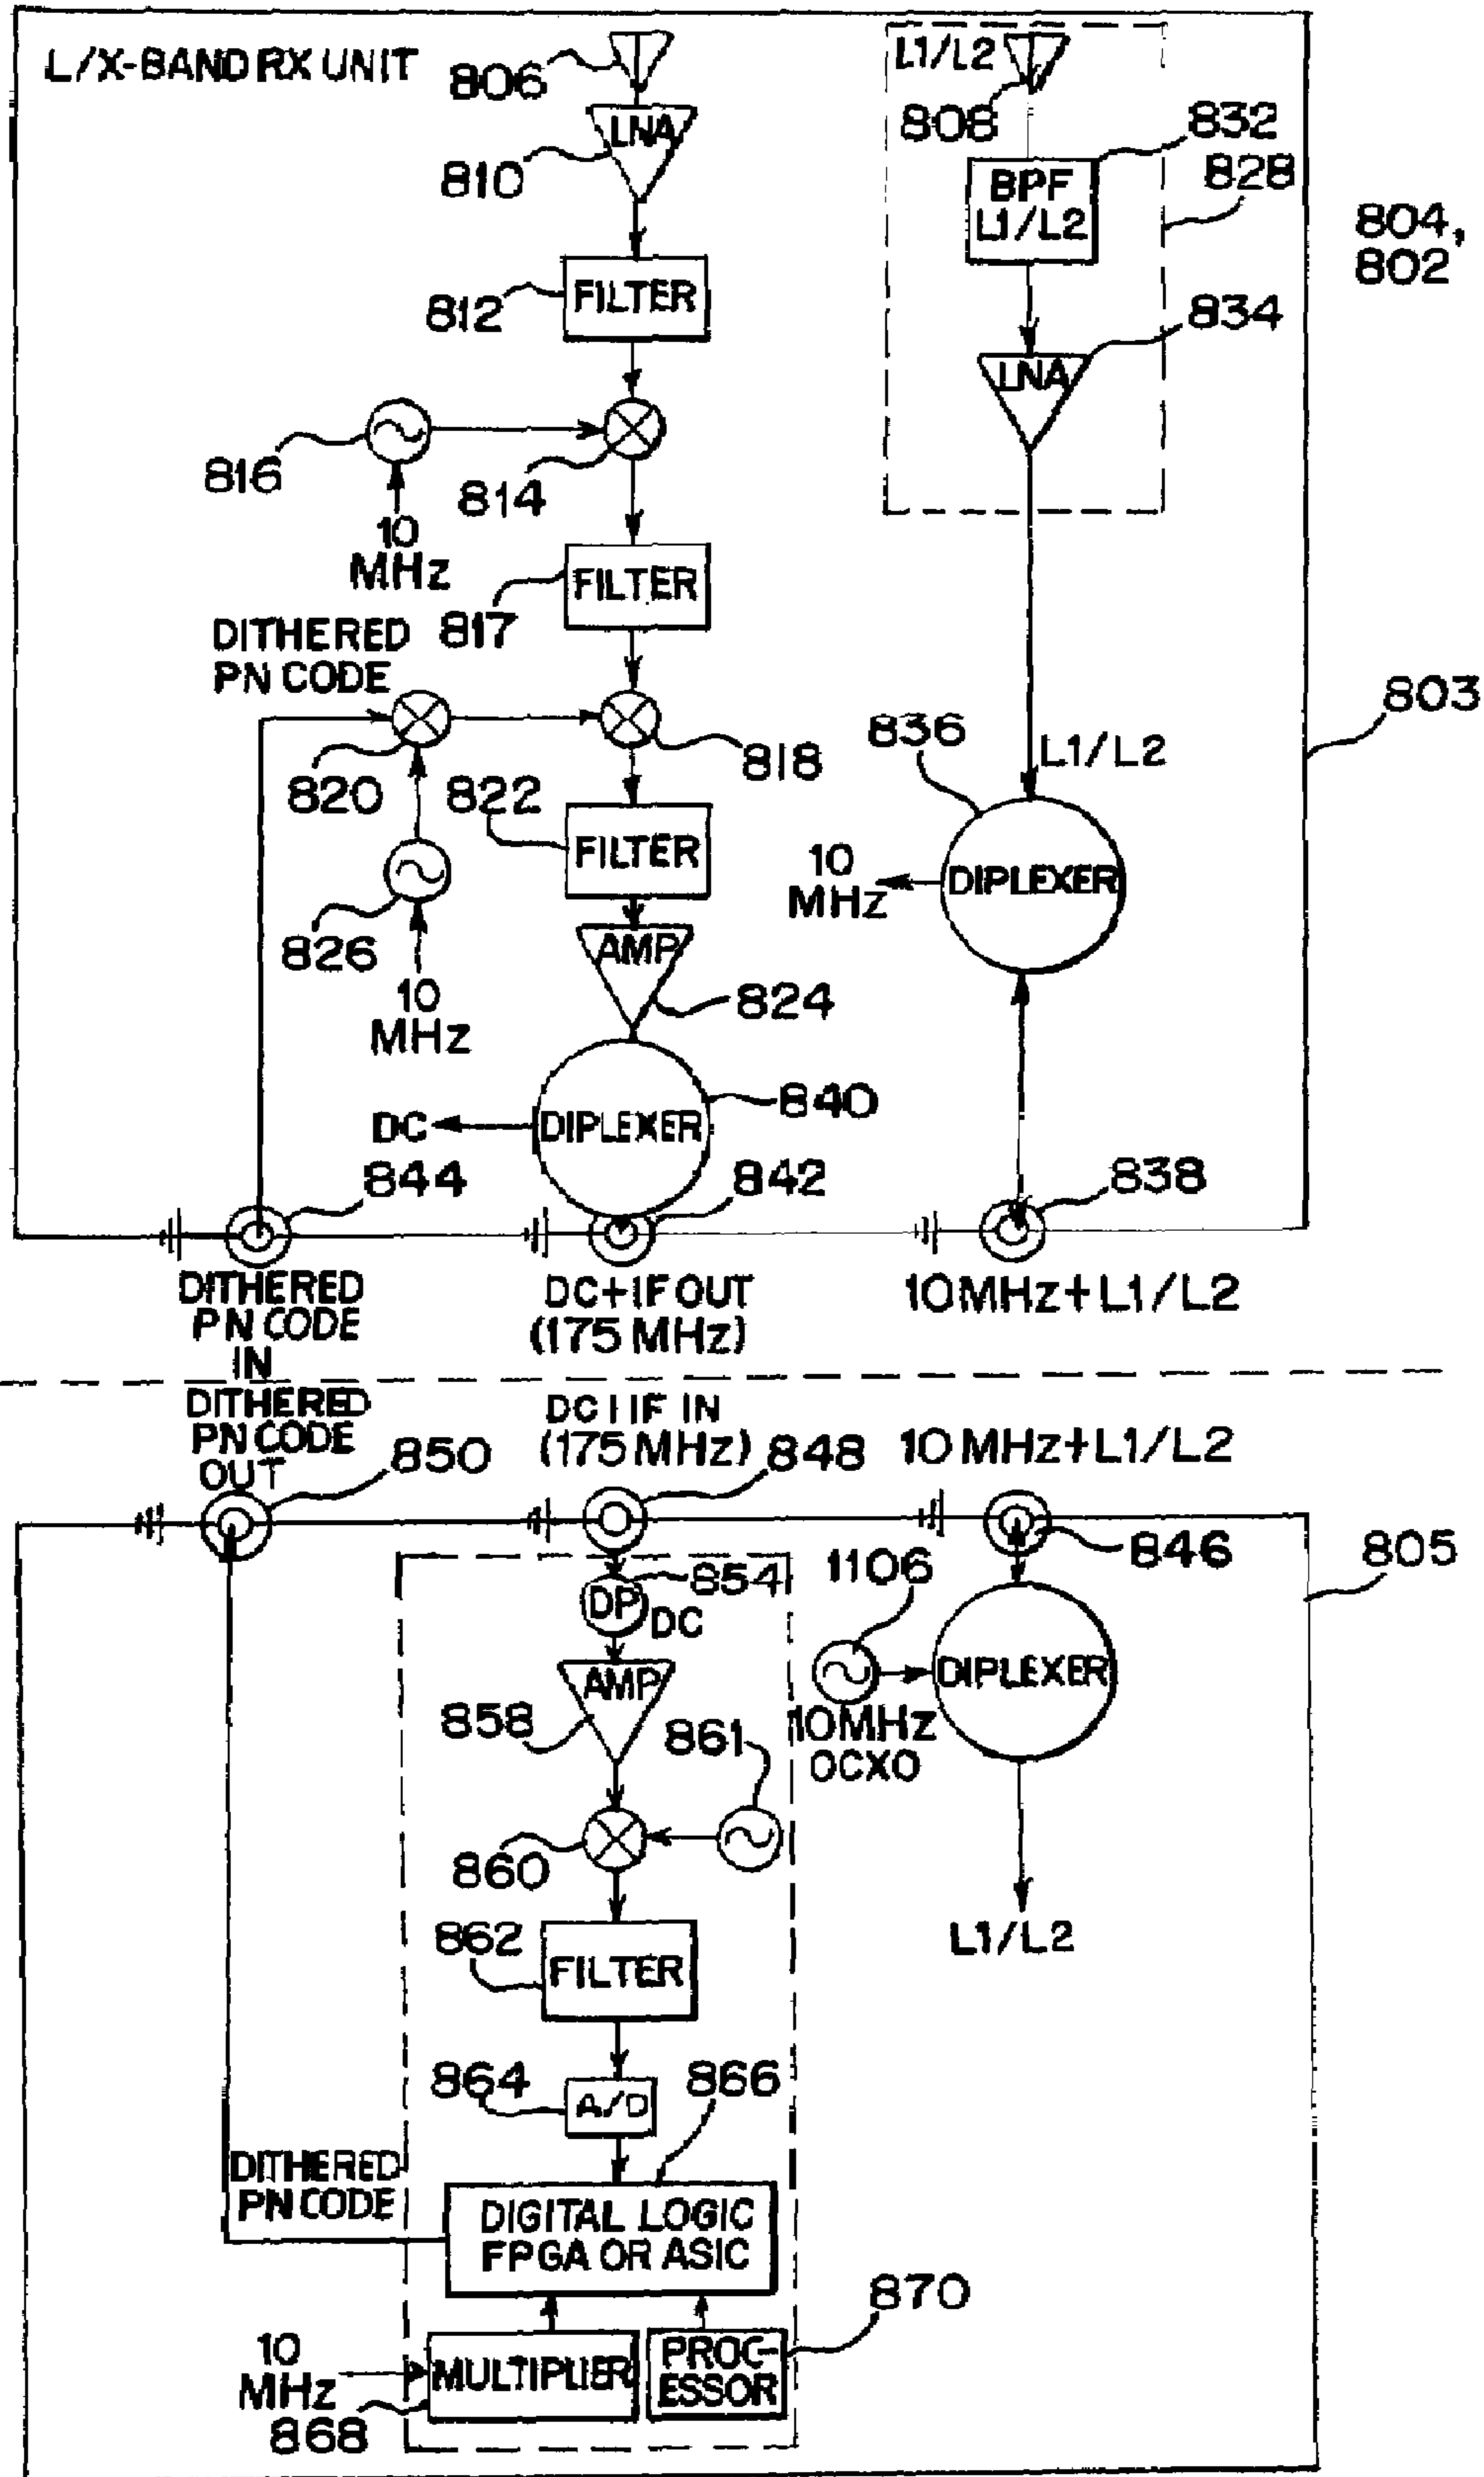 L/X-BAND RX UNIT
806
L1/L2
808
LNA
810
832
BPF
L1/L2
828
804,
802
FILTER
812
834
LNA
816
814
10
MHz
FILTER
817
DITHERED
PN CODE
803
836
L1/L2
818
820
822
FILTER
10
MHz
DIPLEXER
826
AMP
824
10
MHz
840
DC
DIPLEXER
844
842
838
DITHERED
PN CODE
IN
DC+IF OUT
(175 MHz)
10MHz+L1/L2
DITHERED
PN CODE
OUT
DC I IF IN
(175 MHz)
10 MHz+L1/L2
850
848
846
805
1106
854
DP
DC
AMP
DIPLEXER
858
861
10MHz
OCXO
860
862
FILTER
L1/L2
864
866
A/D
DITHERED
PN CODE
DIGITAL LOGIC
FPGA OR ASIC
870
10
MHz
MULTIPLIER
PROC-
ESSOR
868